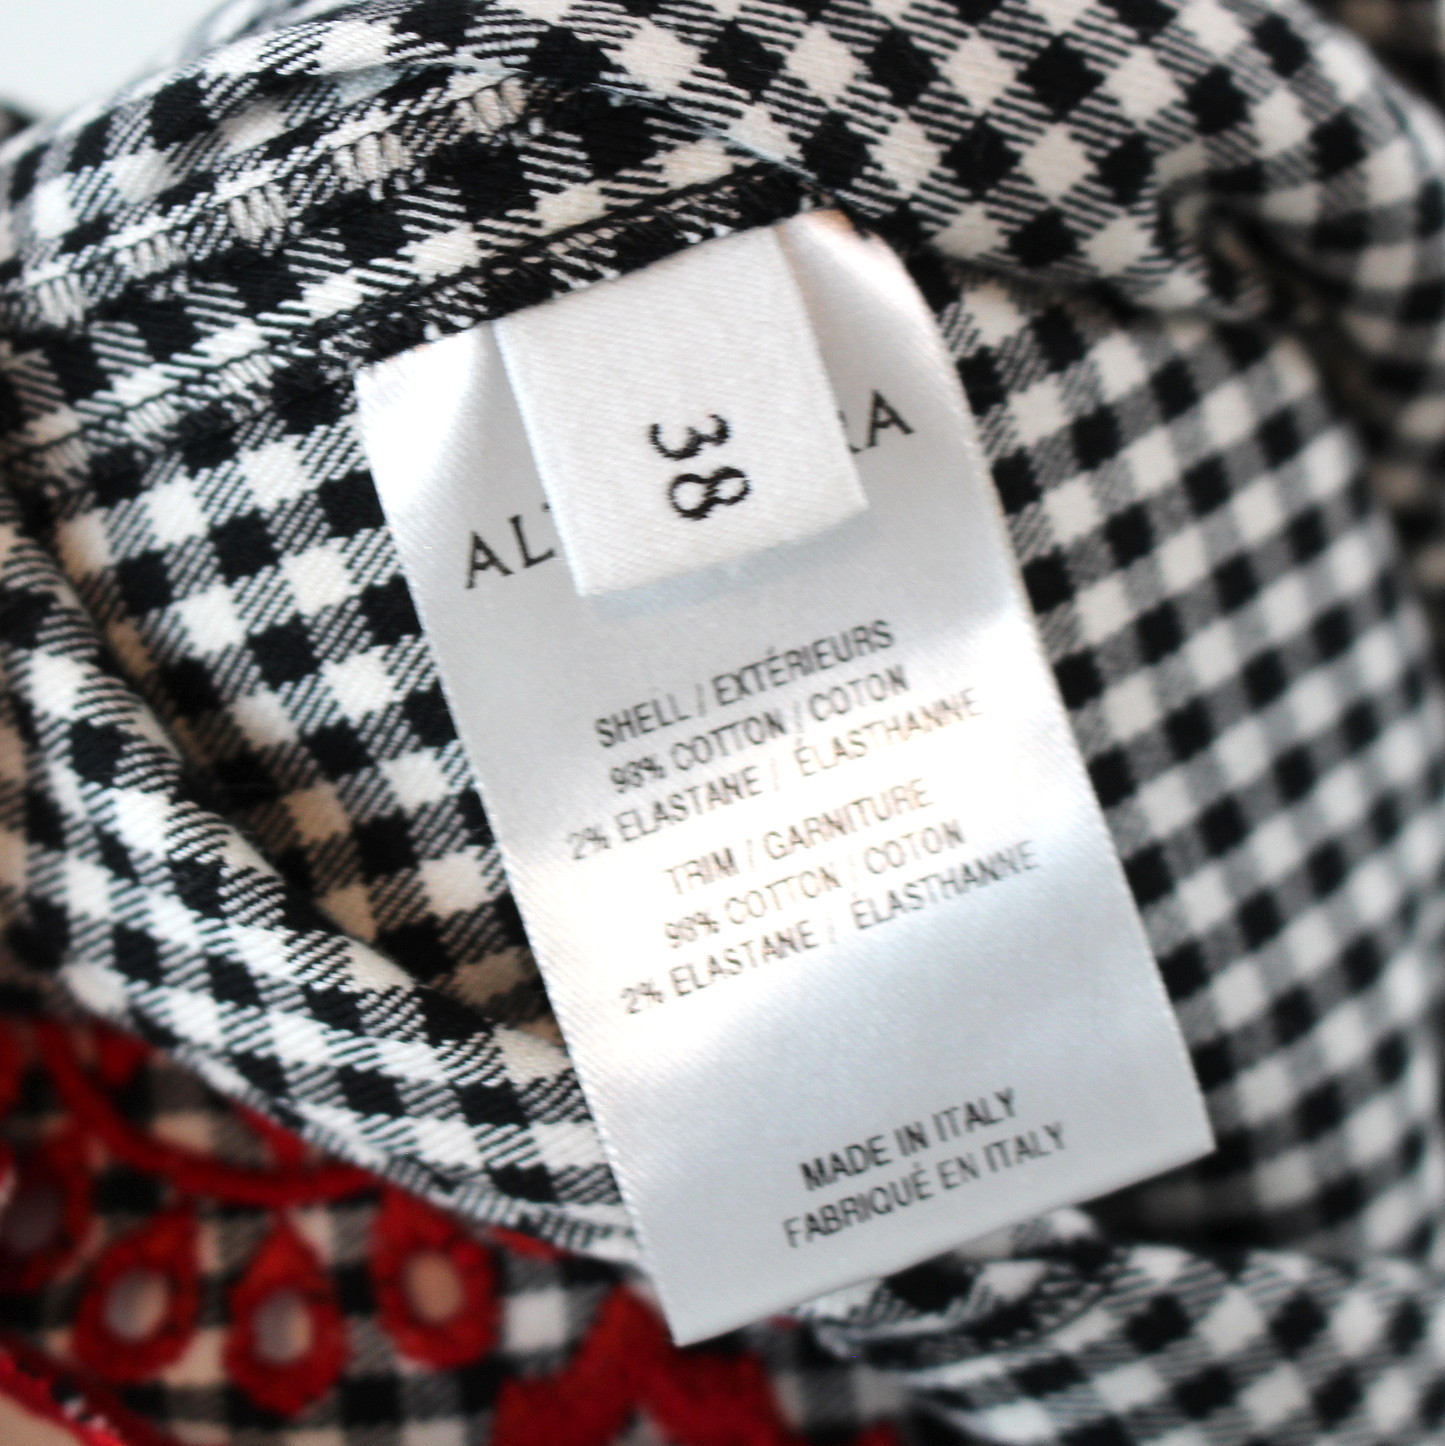 38
SHELL / EXTÉRIEURS
98% COTTON / COTON
2% ELASTANE / ÉLASTHANNE
TRIM / GARNITURE
98% COTTON / COTON
2% ELASTANE / ÉLASTHANNE
MADE IN ITALY
FABRIQUÉ EN ITALY